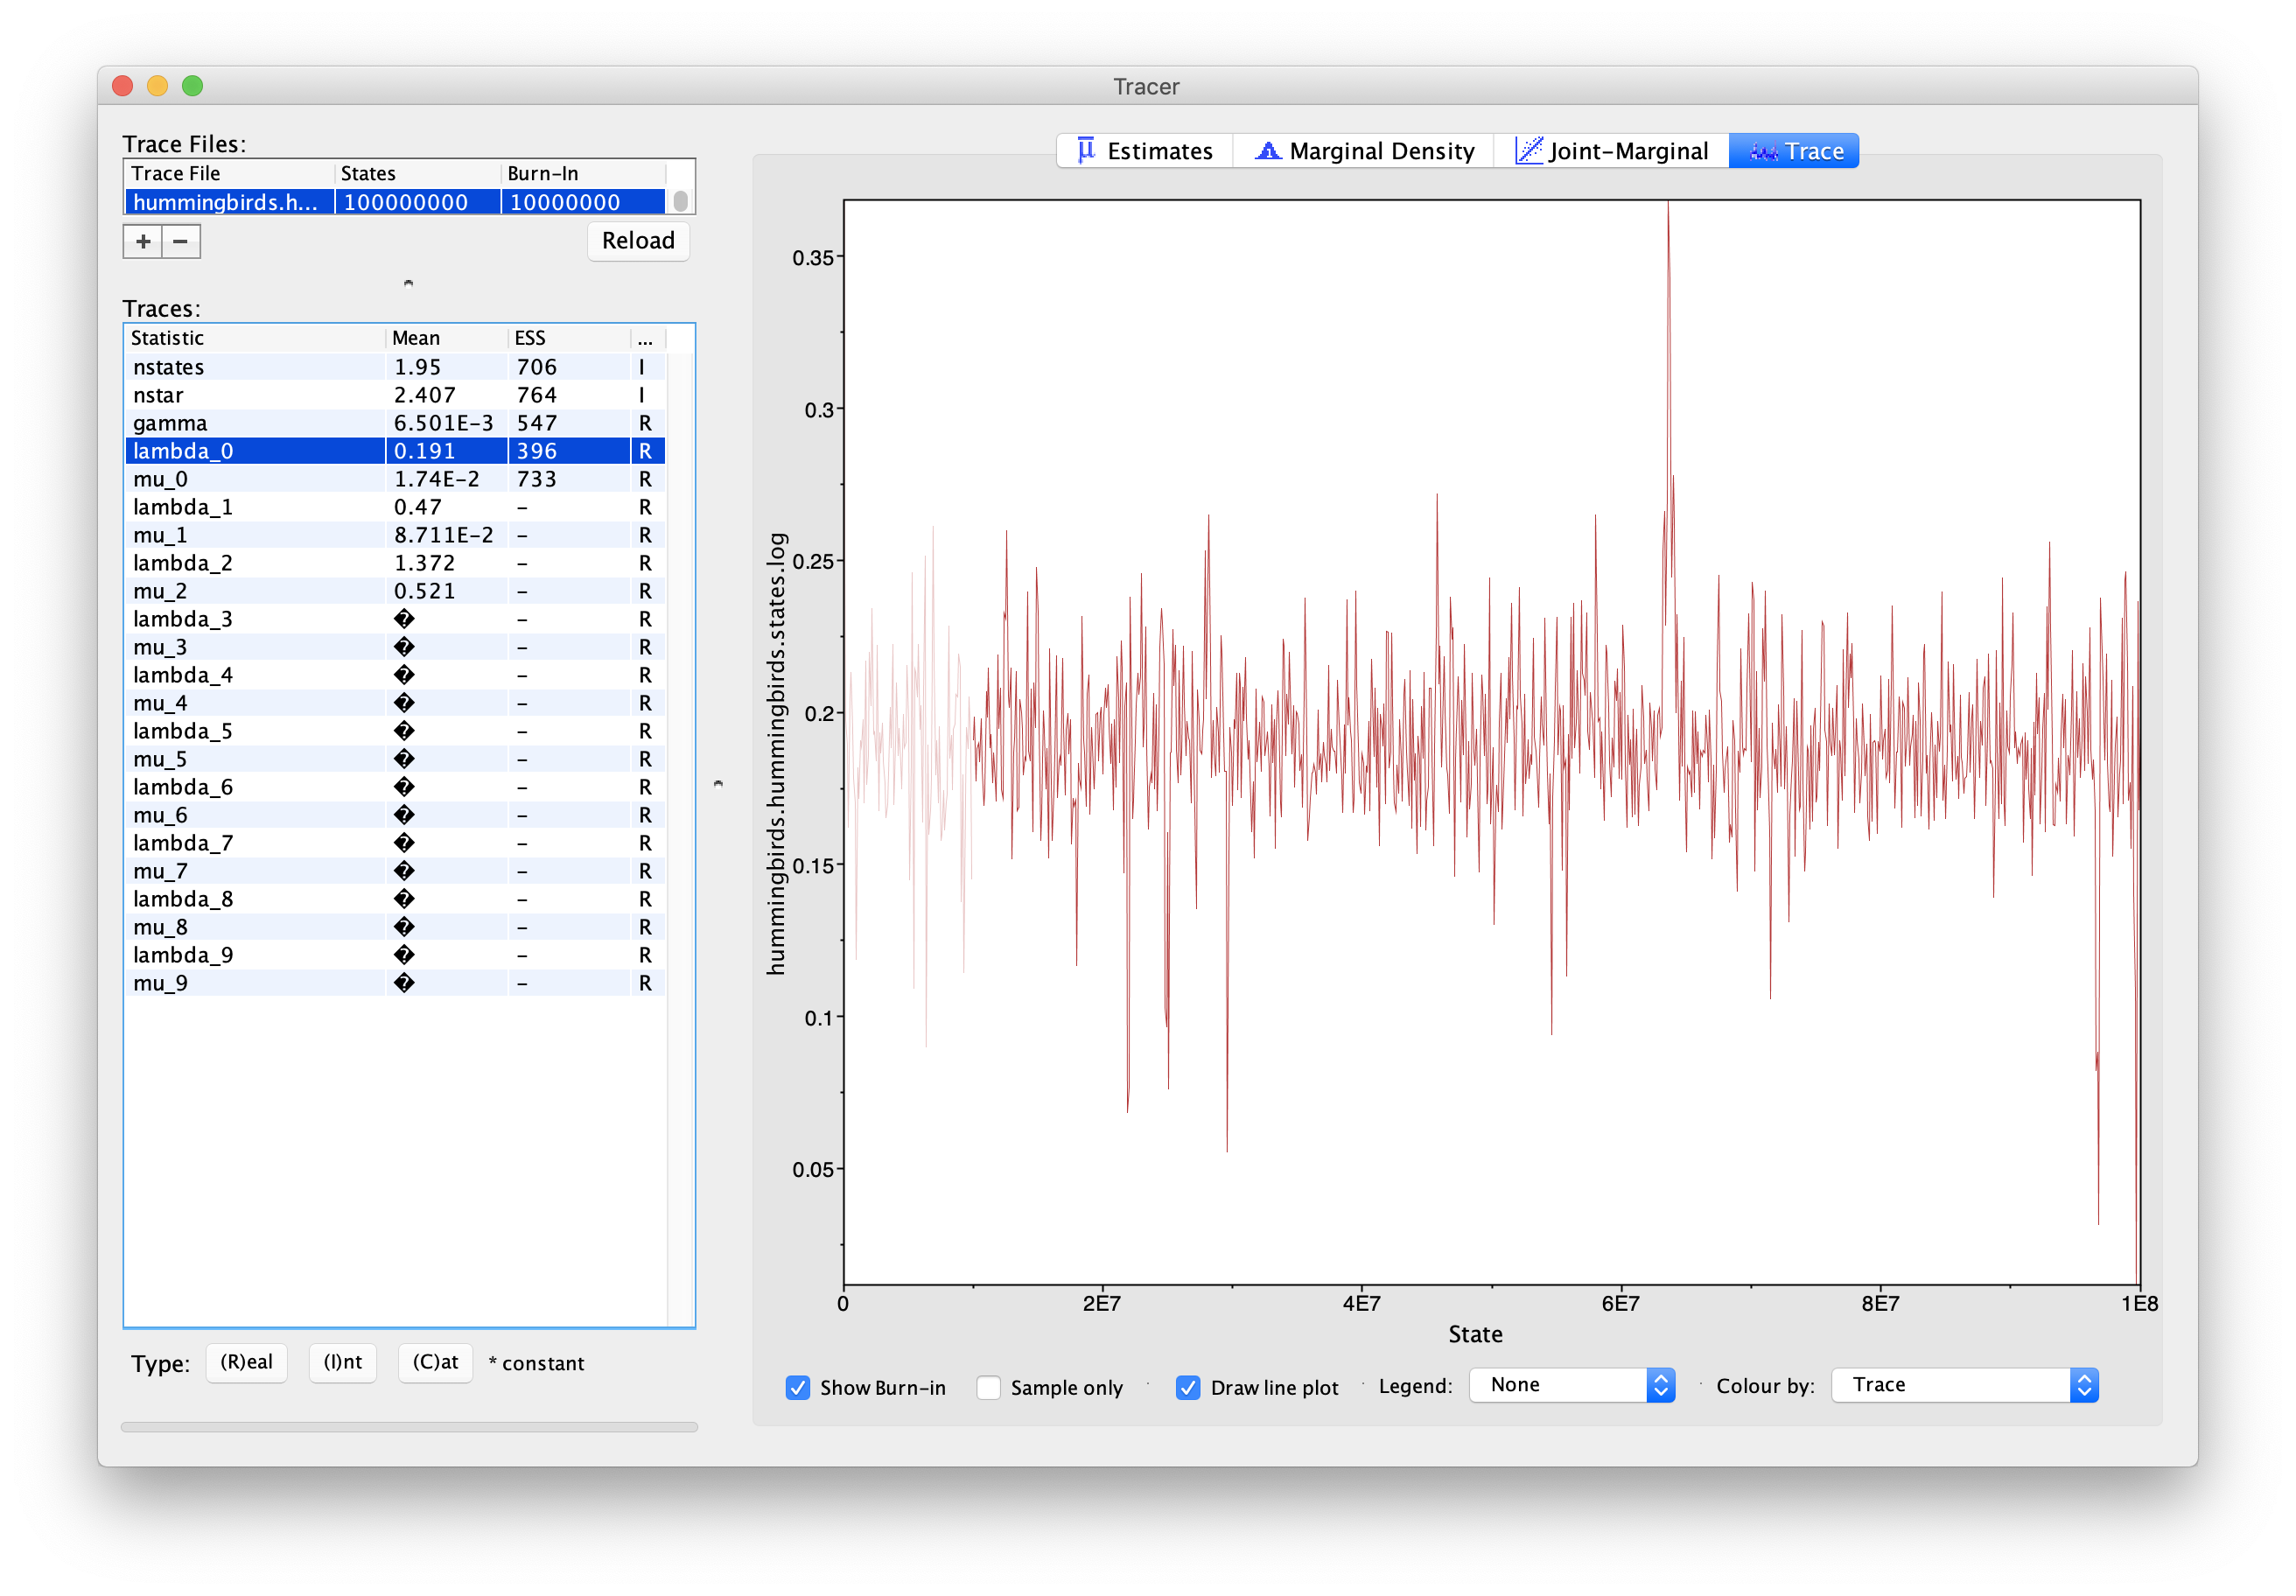 Tracer
Trace Files:
Trace File States Burn-In
hummingbirds.h... 100000000 10000000
+ −
Reload
Traces:
Statistic Mean ESS ...
nstates 1.95 706 I
nstar 2.407 764 I
gamma 6.501E-3 547 R
lambda_0 0.191 396 R
mu_0 1.74E-2 733 R
lambda_1 0.47 - R
mu_1 8.711E-2 - R
lambda_2 1.372 - R
mu_2 0.521 - R
lambda_3 � - R
mu_3 � - R
lambda_4 � - R
mu_4 � - R
lambda_5 � - R
mu_5 � - R
lambda_6 � - R
mu_6 � - R
lambda_7 � - R
mu_7 � - R
lambda_8 � - R
mu_8 � - R
lambda_9 � - R
mu_9 � - R
Type: (R)eal (I)nt (C)at * constant
μ Estimates Marginal Density Joint-Marginal Trace
hummingbirds.hummingbirds.states.log
0.35
0.3
0.25
0.2
0.15
0.1
0.05
0 2E7 4E7 6E7 8E7 1E8
State
Show Burn-in Sample only Draw line plot Legend: None Colour by: Trace